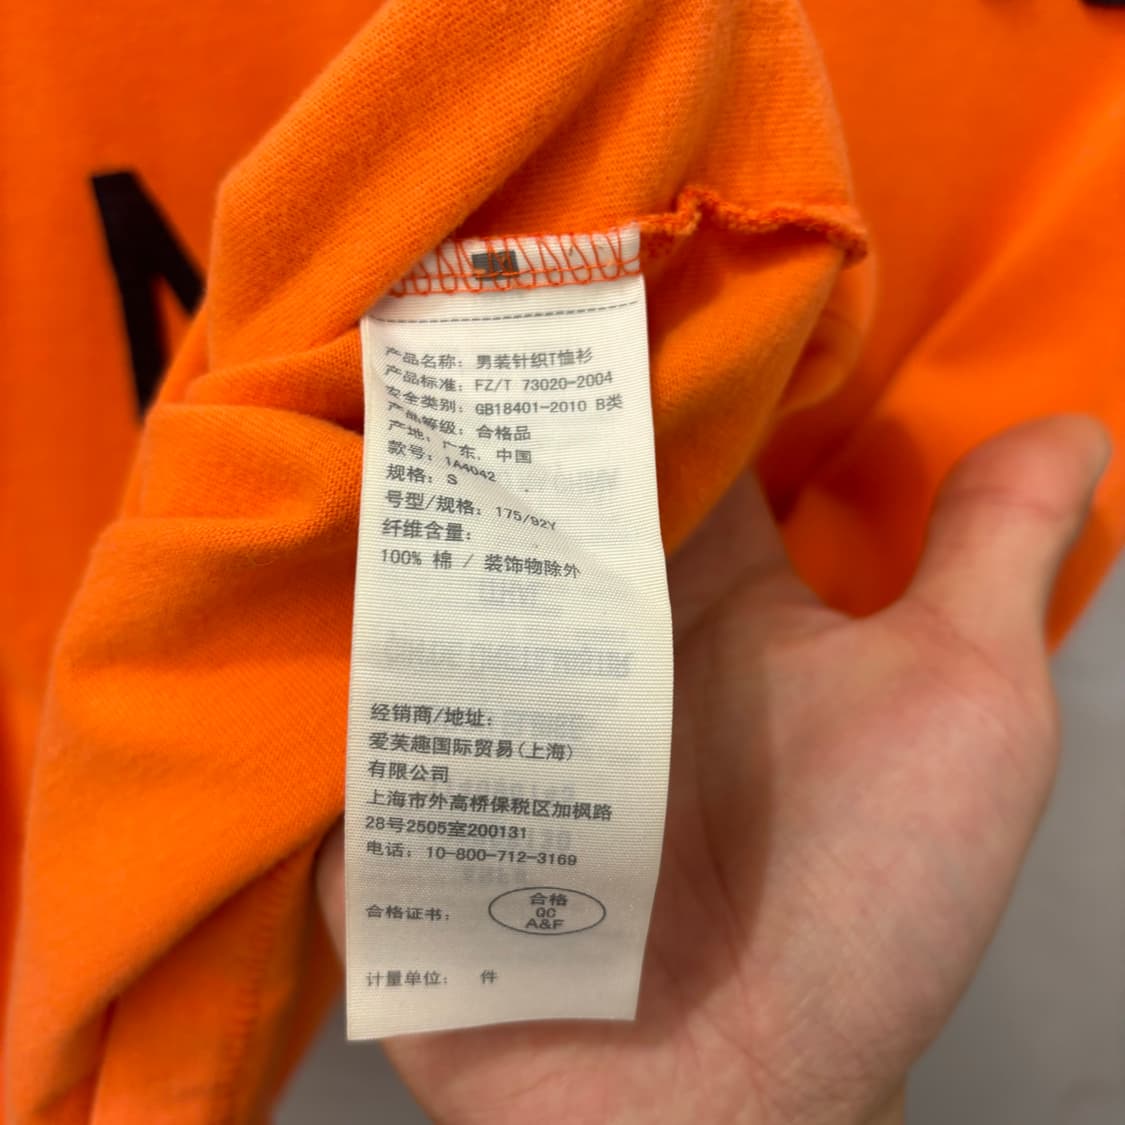 产品名称: 男装针织T恤衫
产品标准: FZ/T 73020-2004
安全类别: GB18401-2010 B类
产品等级: 合格品
产地: 广东, 中国
款号: 1A4042
规格: S
号型/规格: 175/92Y
纤维含量:
100% 棉 / 装饰物除外
经销商/地址:
爱芙趣国际贸易(上海)
有限公司
上海市外高桥保税区加枫路
28号2505室200131
电话: 10-800-712-3169
合格证书:
合格
QC
A&F
计量单位: 件